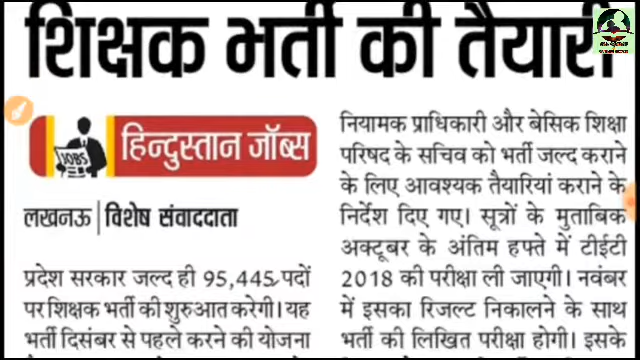 शिक्षक भर्ती की तैयारी
JOBS
हिन्दुस्तान जॉब्स
लखनऊ | विशेष संवाददाता
प्रदेश सरकार जल्द ही 95,445 पदों
पर शिक्षक भर्ती की शुरुआत करेगी। यह
भर्ती दिसंबर से पहले करने की योजना
नियामक प्राधिकारी और बेसिक शिक्षा
परिषद के सचिव को भर्ती जल्द कराने
के लिए आवश्यक तैयारियां कराने के
निर्देश दिए गए। सूत्रों के मुताबिक
अक्टूबर के अंतिम हफ्ते में टीईटी
2018 की परीक्षा ली जाएगी। नवंबर
में इसका रिजल्ट निकालने के साथ
भर्ती की लिखित परीक्षा होगी। इसके